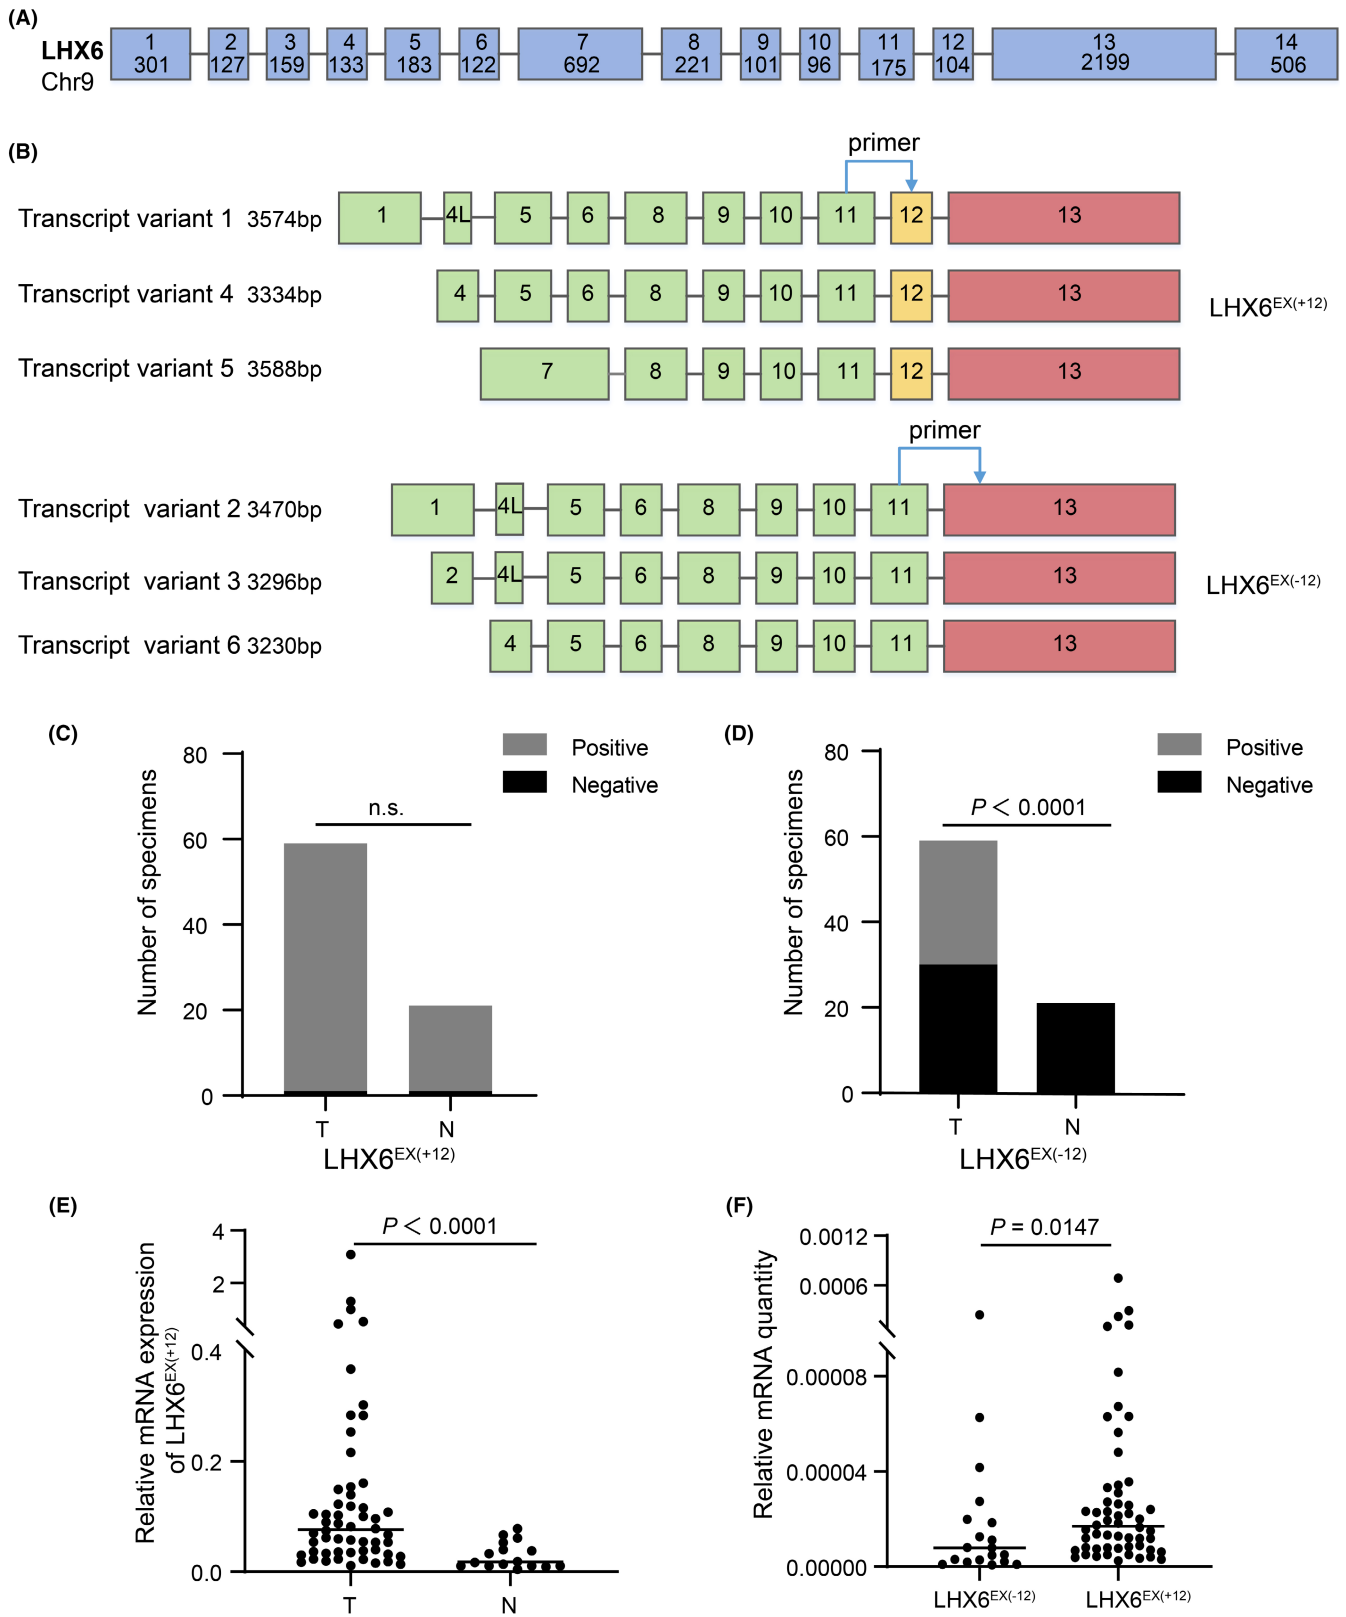 (A)
LHX6
Chr9
1 2 3 4 5 6 7 8 9 10 11 12 13 14
301 127 159 133 183 122 692 221 101 96 175 104 2199 506
(B)
primer
Transcript variant 1 3574bp 1 4L 5 6 8 9 10 11 12 13
Transcript variant 4 3334bp 4 5 6 8 9 10 11 12 13
LHX6EX(+12)
Transcript variant 5 3588bp 7 8 9 10 11 12 13
primer
Transcript variant 2 3470bp 1 4L 5 6 8 9 10 11 13
Transcript variant 3 3296bp 2 4L 5 6 8 9 10 11 13
LHX6EX(-12)
Transcript variant 6 3230bp 4 5 6 8 9 10 11 13
(C)
Positive
Negative
n.s.
Number of specimens
80
60
40
20
0
T N
LHX6EX(+12)
(D)
Positive
Negative
P < 0.0001
Number of specimens
80
60
40
20
0
T N
LHX6EX(-12)
(E)
P < 0.0001
Relative mRNA expression
of LHX6EX(+12)
4
2
0.4
0.2
0.0
T N
(F)
P = 0.0147
Relative mRNA quantity
0.0012
0.0006
0.00008
0.00004
0.00000
LHX6EX(-12) LHX6EX(+12)